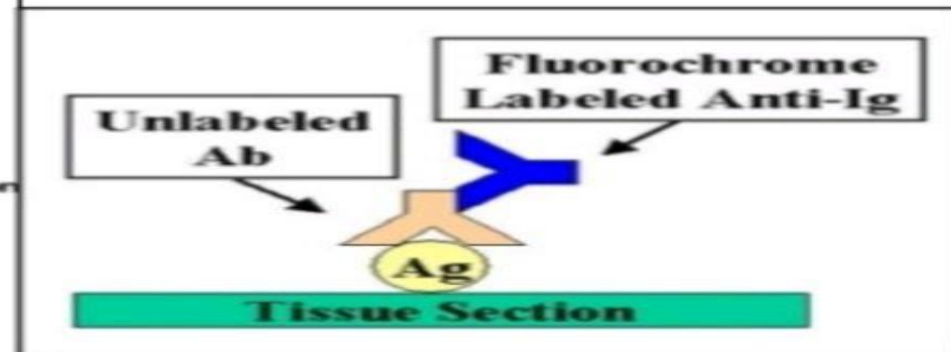 Fluorochrome
Labeled Anti-Ig
Unlabeled
Ab
n
Ag
Tissue Section